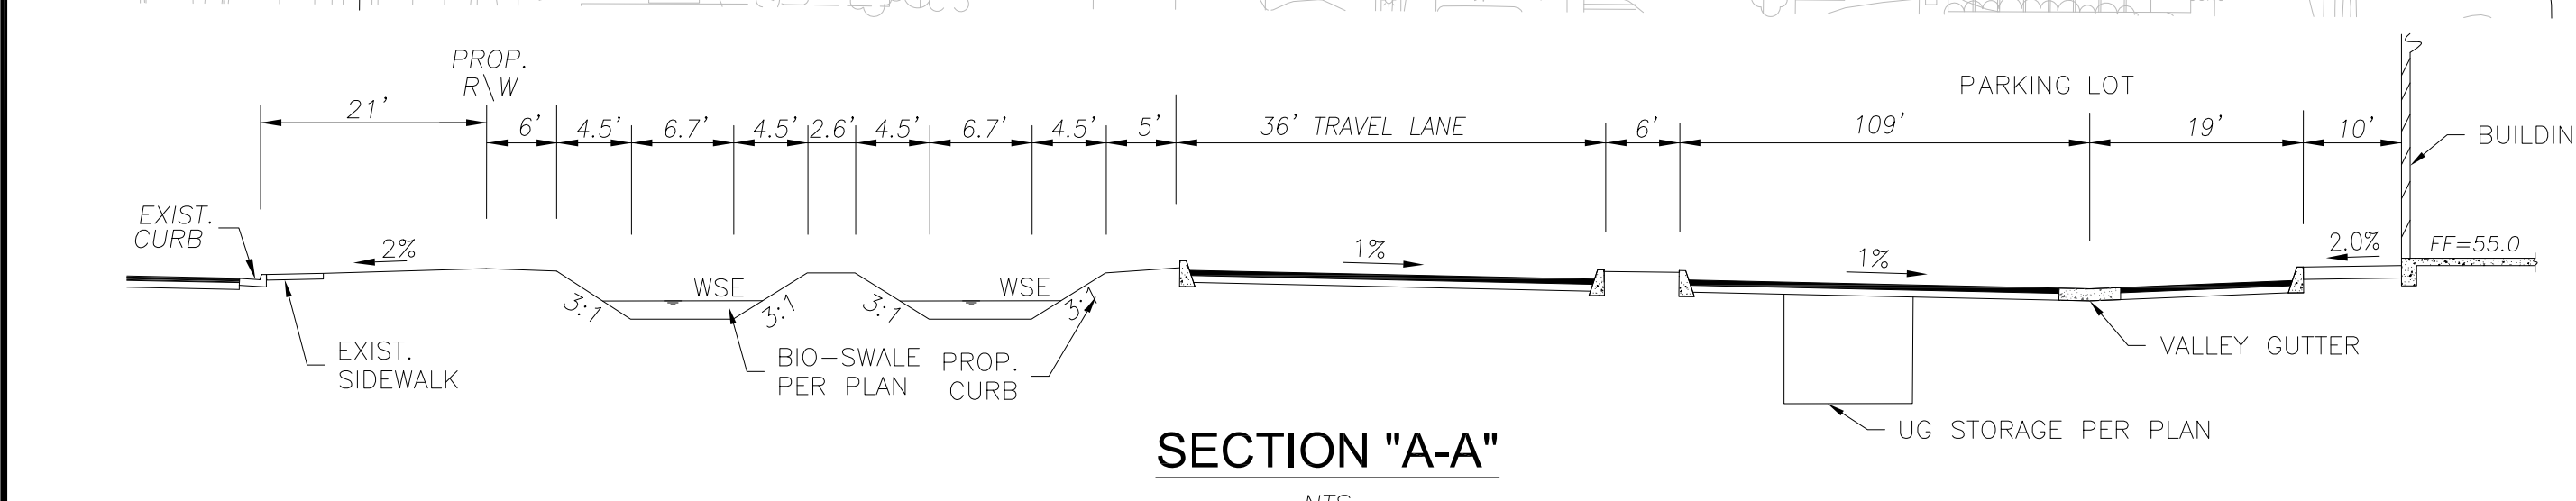 PROP.
R\W
PARKING LOT
21'
6'
4.5'
6.7'
4.5'
2.6'
4.5'
6.7'
4.5'
5'
36' TRAVEL LANE
6'
109'
19'
10'
BUILDIN
EXIST.
CURB
2%
1%
1%
2.0%
FF=55.0
WSE
WSE
3:1
3:1
3:1
3:1
EXIST.
SIDEWALK
BIO-SWALE
PER PLAN
PROP.
CURB
VALLEY GUTTER
UG STORAGE PER PLAN
SECTION "A-A"
NTS